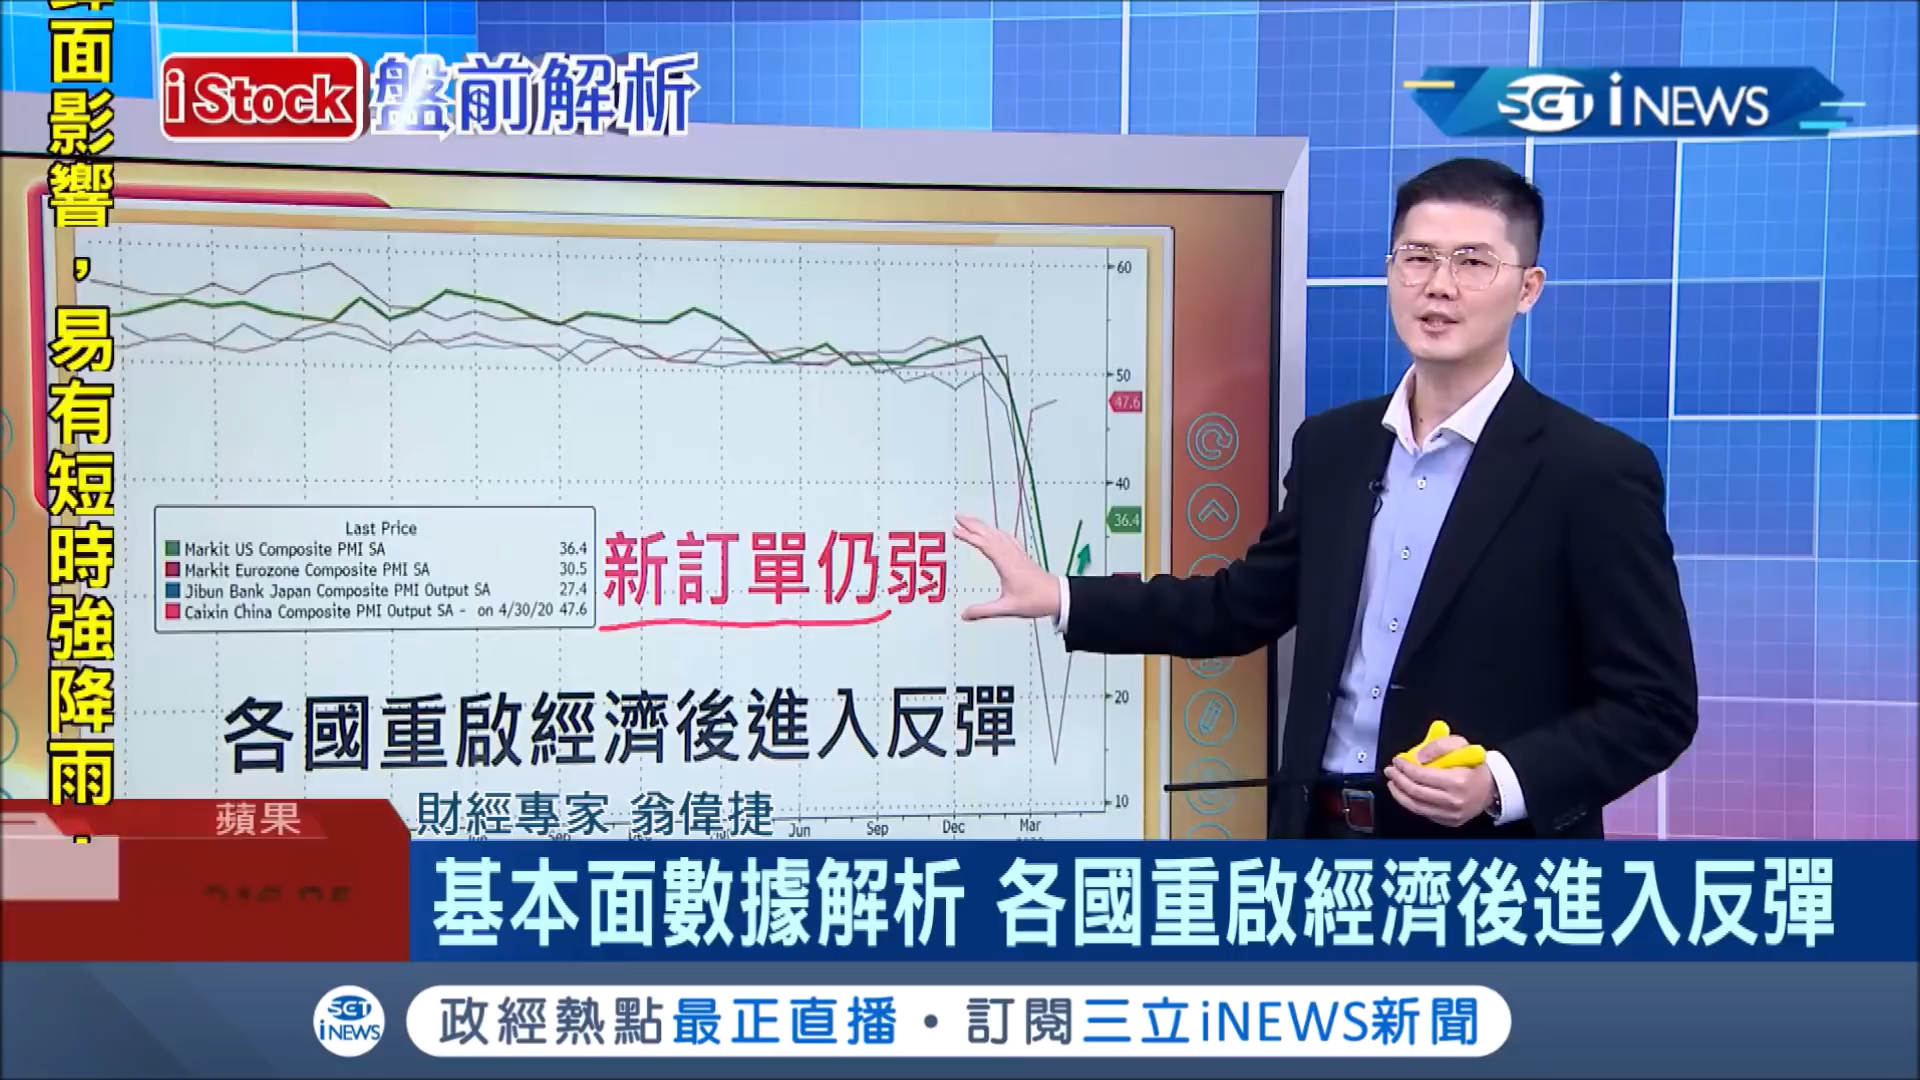 面影響，易有短時強降雨
iStock 盤前解析
SET iNEWS
60
50
47.6
40
36.4
20
10
Last Price
Markit US Composite PMI SA 36.4
Markit Eurozone Composite PMI SA 30.5
Jibun Bank Japan Composite PMI Output SA 27.4
Caixin China Composite PMI Output SA - on 4/30/20 47.6
新訂單仍弱
各國重啟經濟後進入反彈
Jun Sep Dec Mar
蘋果
財經專家 翁偉捷
基本面數據解析 各國重啟經濟後進入反彈
SET iNEWS
政經熱點最正直播・訂閱三立iNEWS新聞